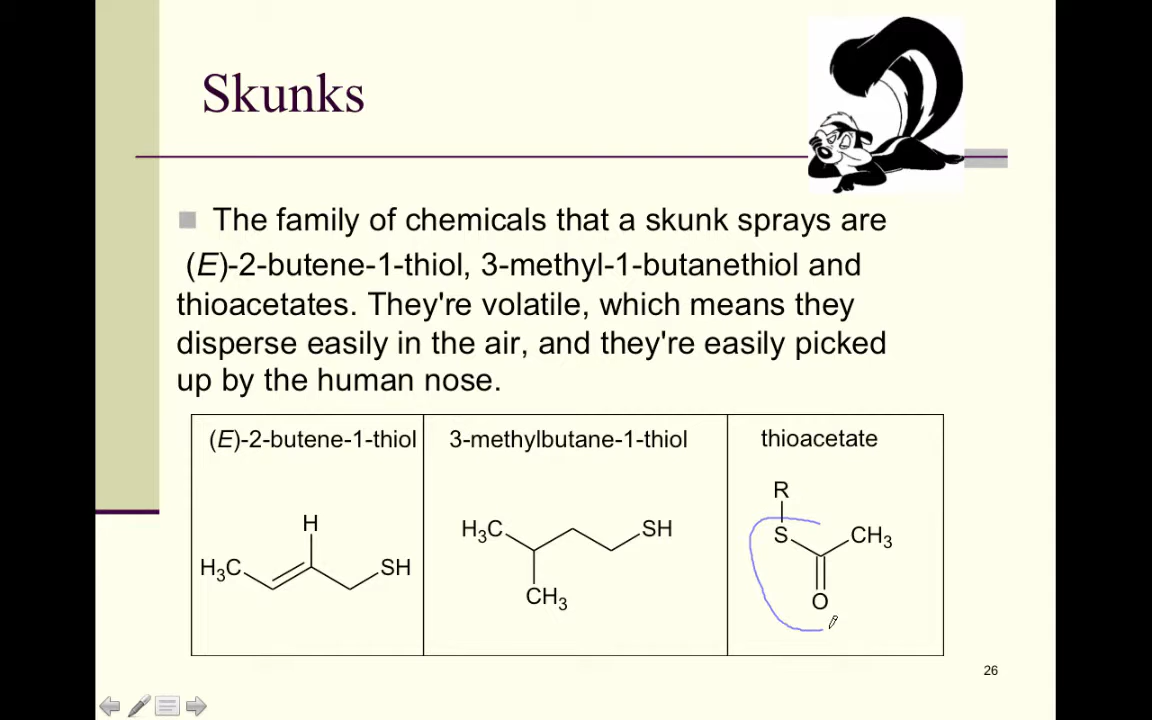 Skunks
The family of chemicals that a skunk sprays are
(E)-2-butene-1-thiol, 3-methyl-1-butanethiol and
thioacetates. They're volatile, which means they
disperse easily in the air, and they're easily picked
up by the human nose.
(E)-2-butene-1-thiol
H
H₃C
SH
3-methylbutane-1-thiol
H₃C
SH
CH₃
thioacetate
R
S
CH₃
O
26